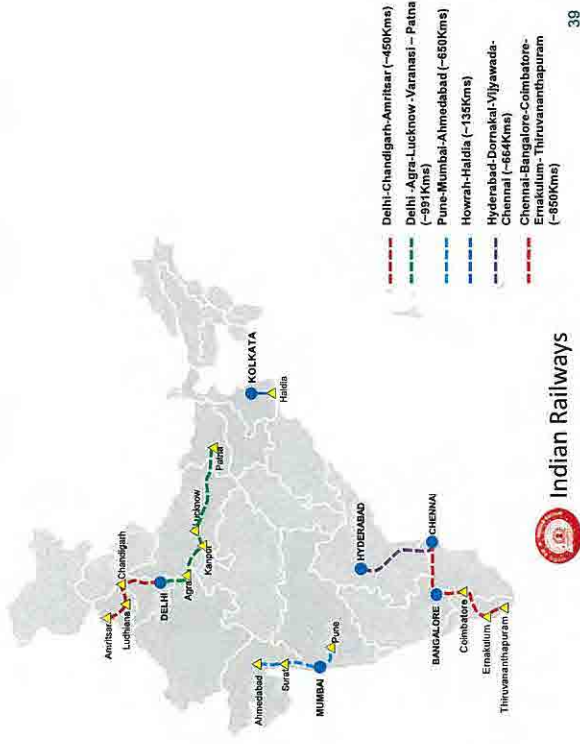 Amritsar
Chandigarh
Ludhiana
DELHI
Agra
Lucknow
Kanpur
Patna
Ahmedabad
Surat
MUMBAI
Pune
KOLKATA
Haldia
HYDERABAD
CHENNAI
BANGALORE
Coimbatore
Ernakulum
Thiruvananthapuram
Delhi-Chandigarh-Amritsar (~450Kms)
Delhi -Agra-Lucknow -Varanasi – Patna
(~991Kms)
Pune-Mumbai-Ahmedabad (~650Kms)
Howrah-Haldia (~135Kms)
Hyderabad-Dornakal-Vijyawada-
Chennai (~664Kms)
Chennai-Bangalore-Coimbatore-
Ernakulum- Thiruvananthapuram
(~850Kms)
Indian Railways
39